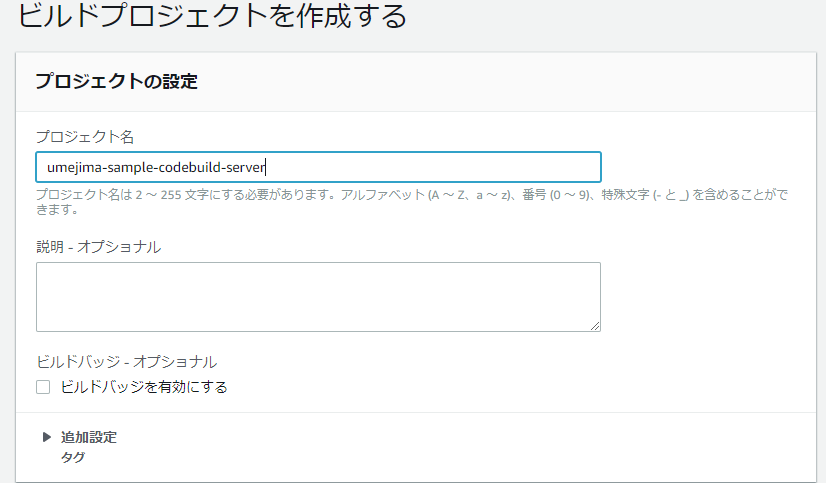 ビルドプロジェクトを作成する
プロジェクトの設定
プロジェクト名
umejima-sample-codebuild-server
プロジェクト名は 2 ～ 255 文字にする必要があります。アルファベット (A ～ Z、a ～ z)、番号 (0 ～ 9)、特殊文字 (- と _) を含めることがで
きます。
説明 - オプショナル
ビルドバッジ - オプショナル
ビルドバッジを有効にする
追加設定
タグ